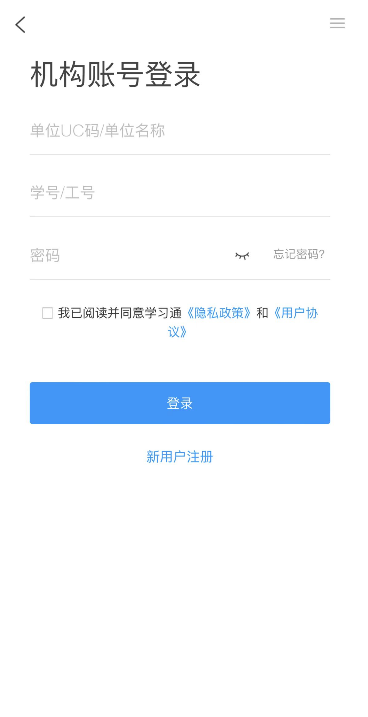 机构账号登录
单位UC码/单位名称
学号/工号
密码
忘记密码?
我已阅读并同意学习通《隐私政策》和《用户协
议》
登录
新用户注册